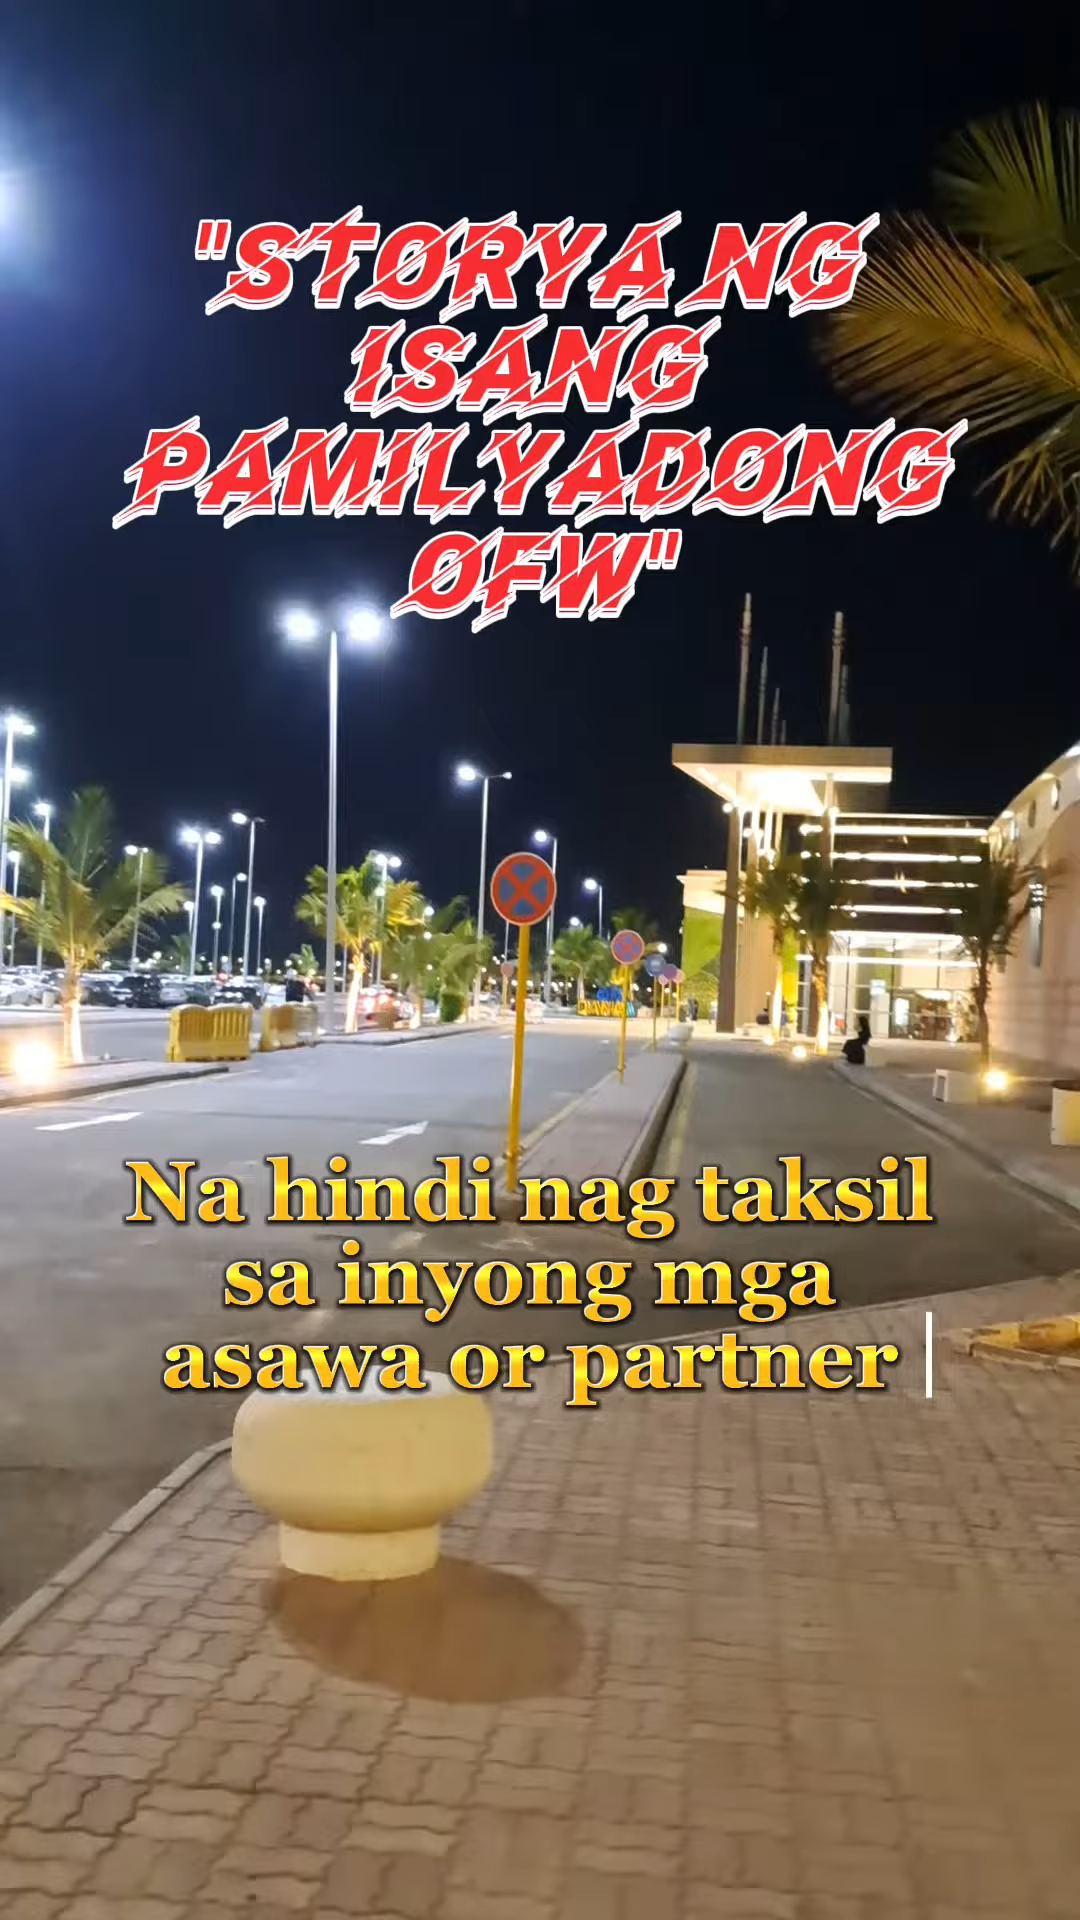 "STORYA NG
ISANG
PAMILYADONG
OFW"
Na hindi nag taksil
sa inyong mga
asawa or partner